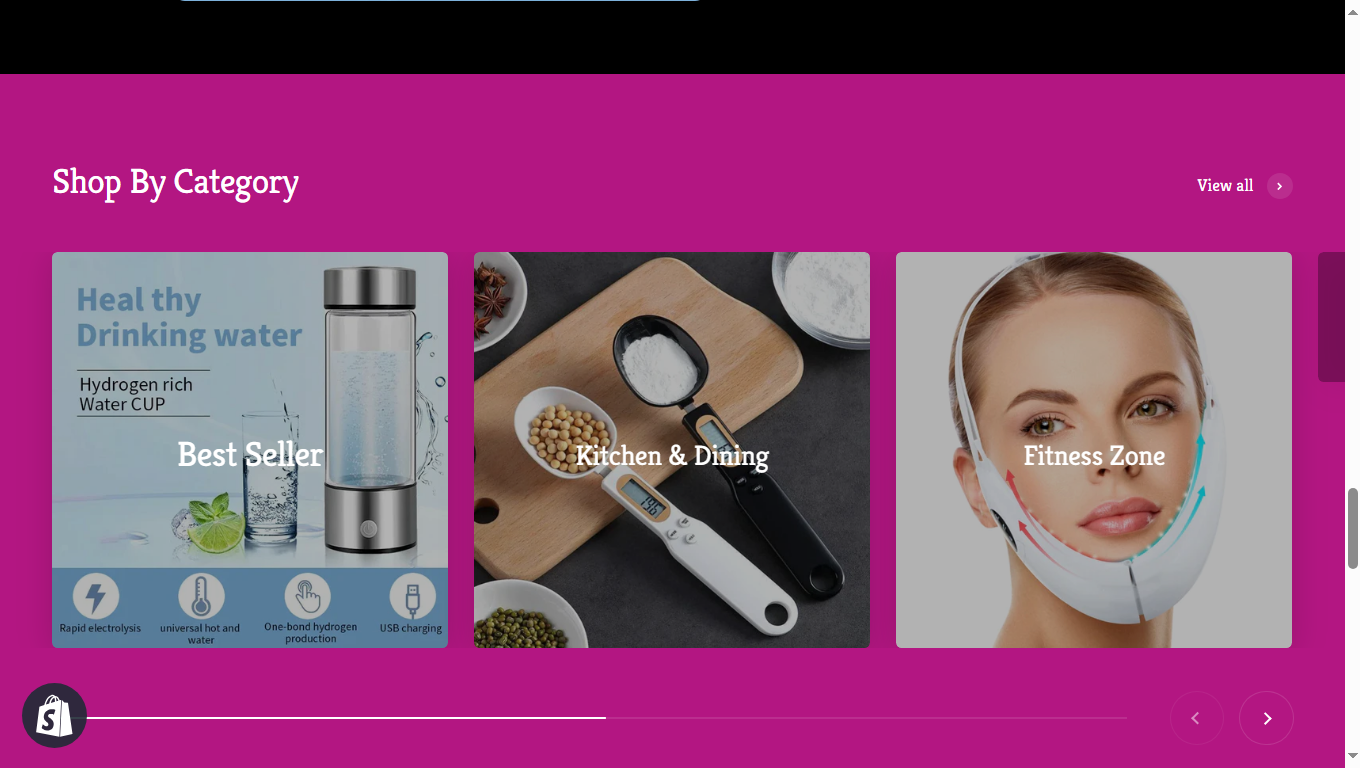 Shop By Category
View all
Heal thy
Drinking water
Hydrogen rich
Water CUP
Best Seller
Rapid electrolysis
universal hot and
water
One-bond hydrogen
production
USB charging
Kitchen & Dining
Fitness Zone